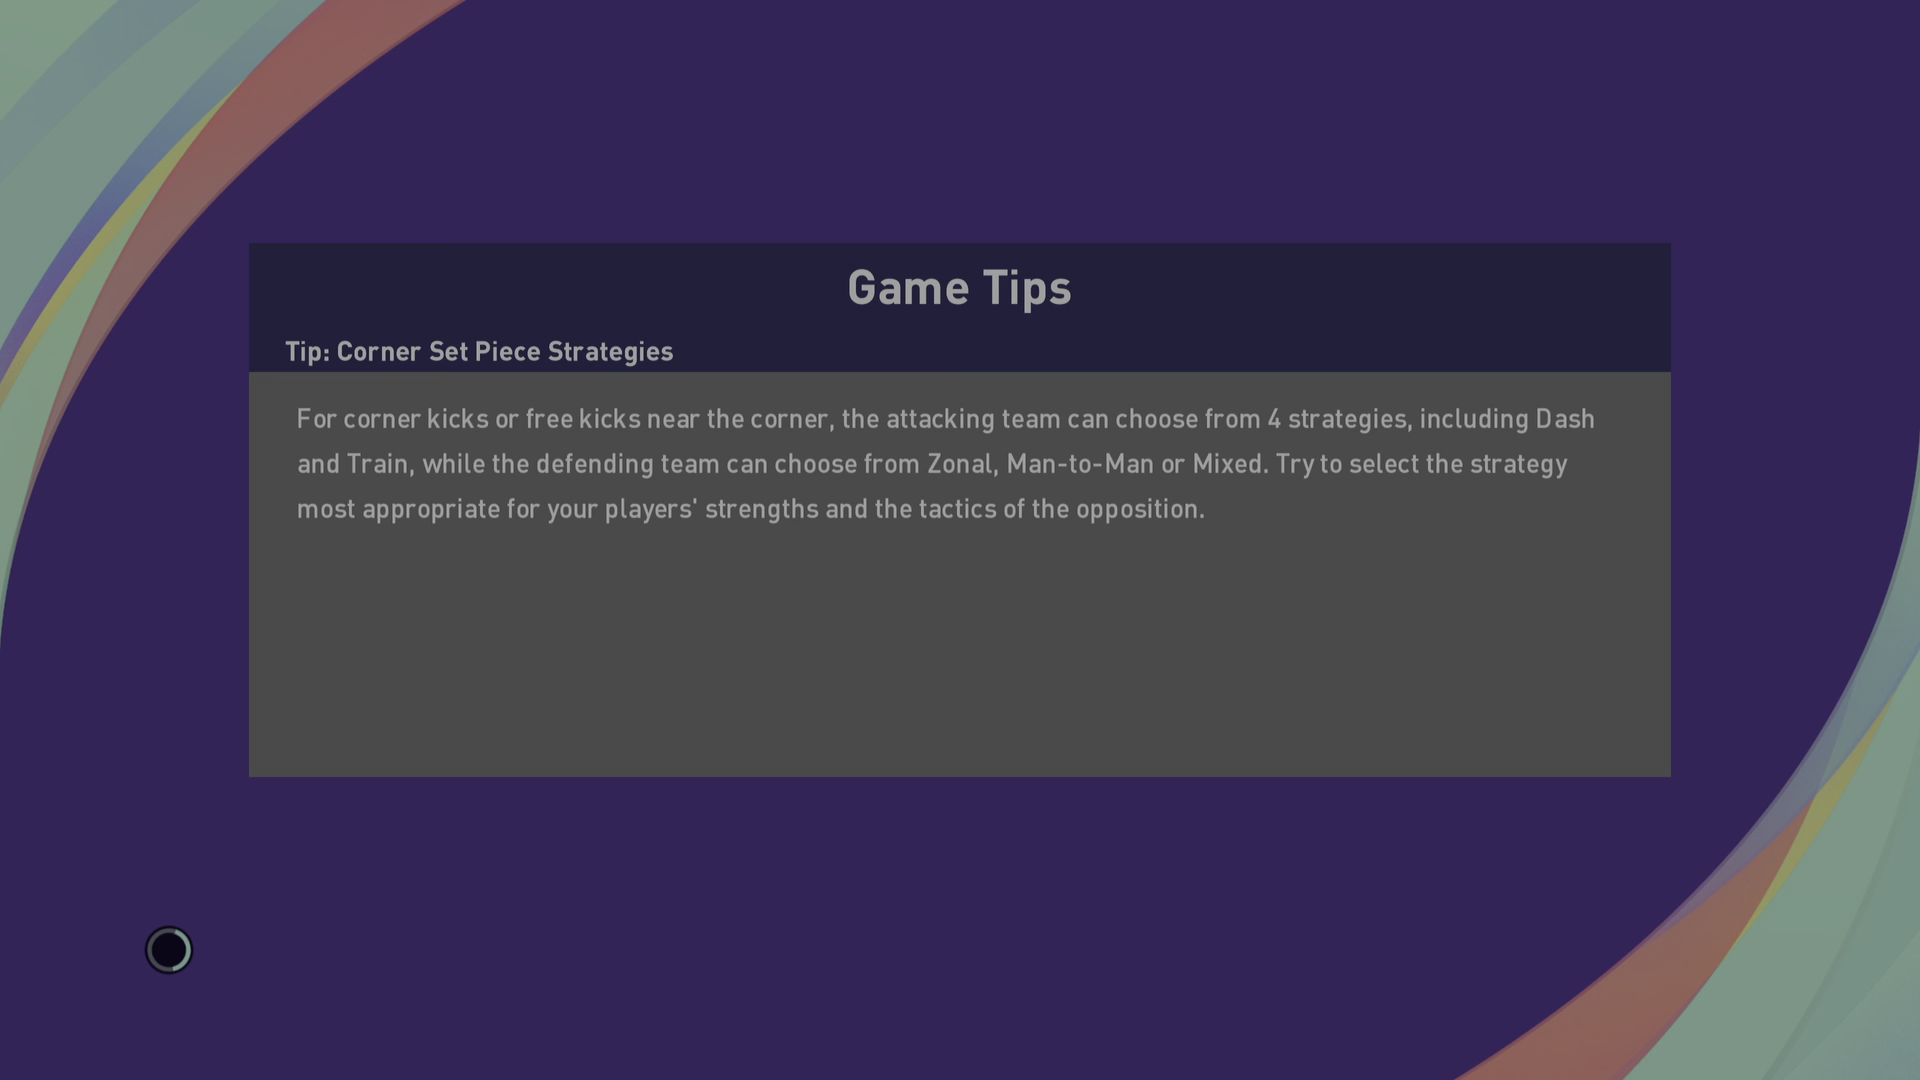 Game Tips
Tip: Corner Set Piece Strategies
For corner kicks or free kicks near the corner, the attacking team can choose from 4 strategies, including Dash
and Train, while the defending team can choose from Zonal, Man-to-Man or Mixed. Try to select the strategy
most appropriate for your players' strengths and the tactics of the opposition.